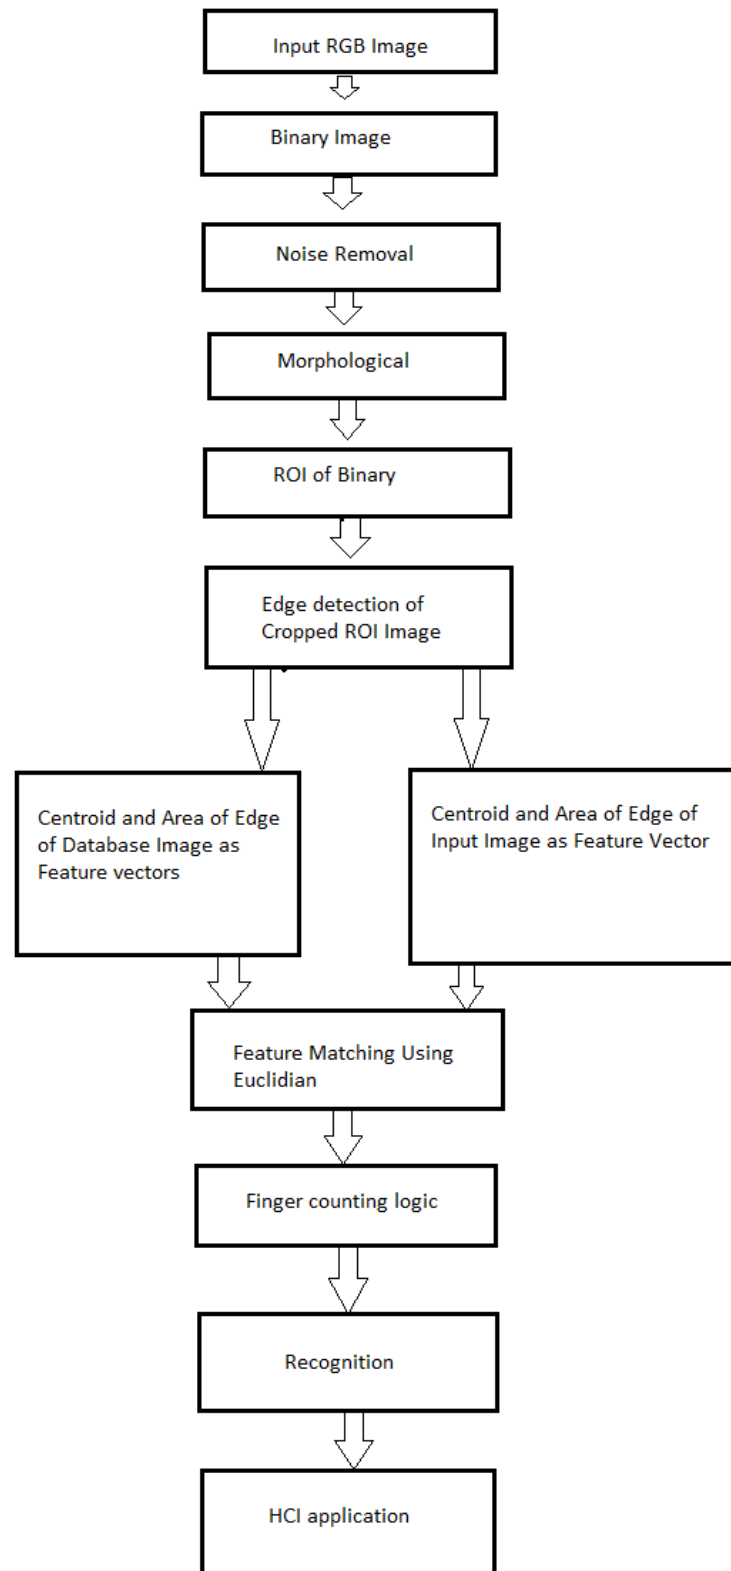 Input RGB Image
Binary Image
Noise Removal
Morphological
ROI of Binary
Edge detection of
Cropped ROI Image
Centroid and Area of Edge
of Database Image as
Feature vectors
Centroid and Area of Edge of
Input Image as Feature Vector
Feature Matching Using
Euclidian
Finger counting logic
Recognition
HCI application